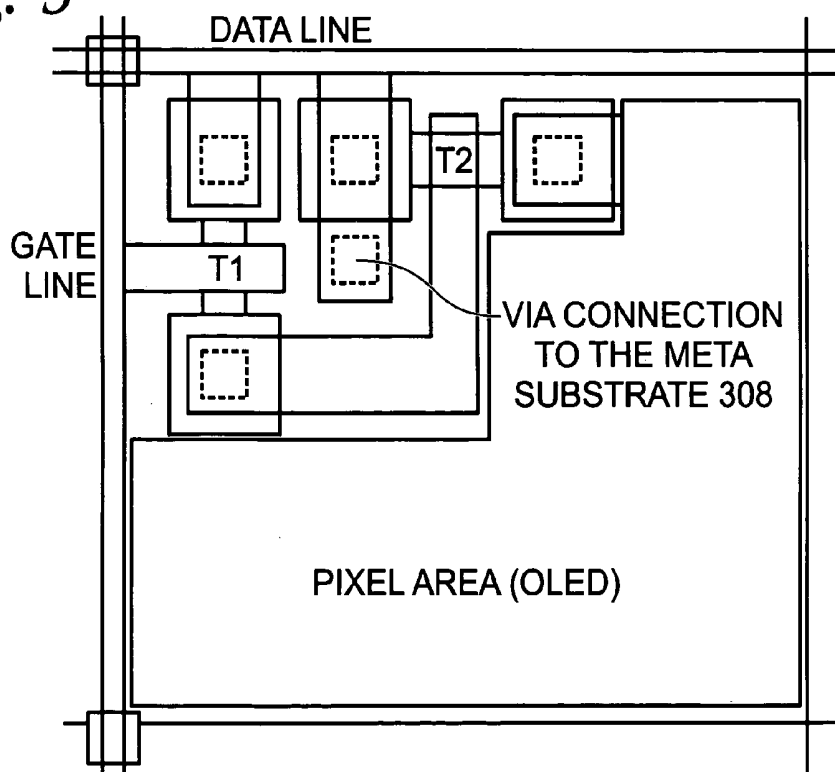 DATA LINE
T2
GATE
LINE
T1
VIA CONNECTION
TO THE META
SUBSTRATE 308
PIXEL AREA (OLED)